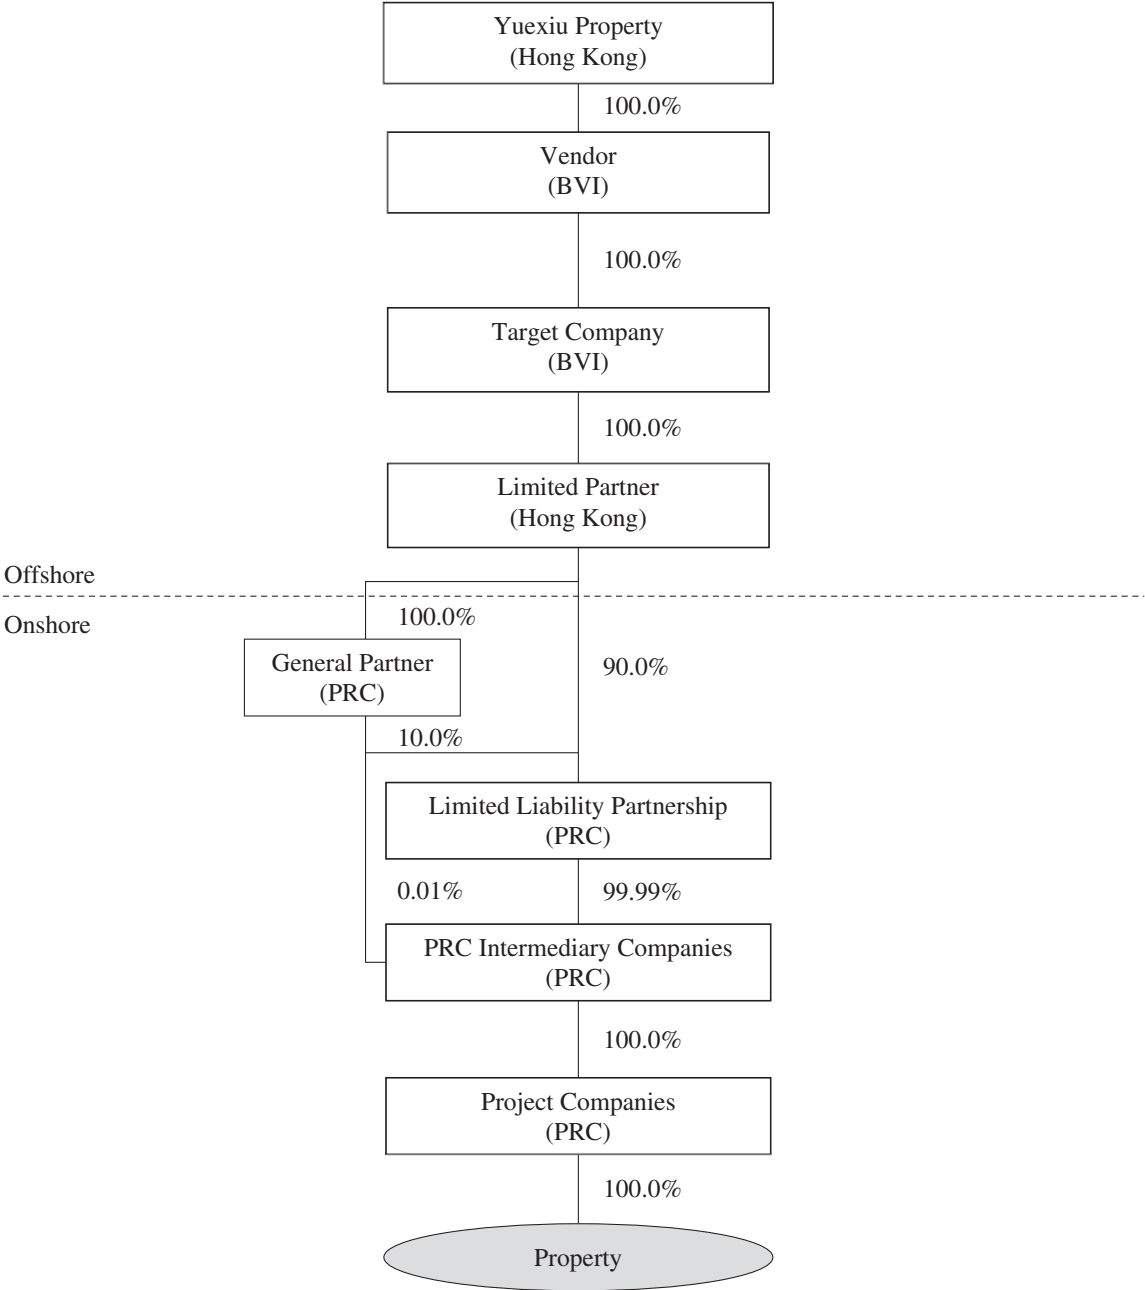 Yuexiu Property
(Hong Kong)
100.0%
Vendor
(BVI)
100.0%
Target Company
(BVI)
100.0%
Limited Partner
(Hong Kong)
Offshore
Onshore
100.0%
General Partner
(PRC)
90.0%
10.0%
Limited Liability Partnership
(PRC)
0.01%
99.99%
PRC Intermediary Companies
(PRC)
100.0%
Project Companies
(PRC)
100.0%
Property